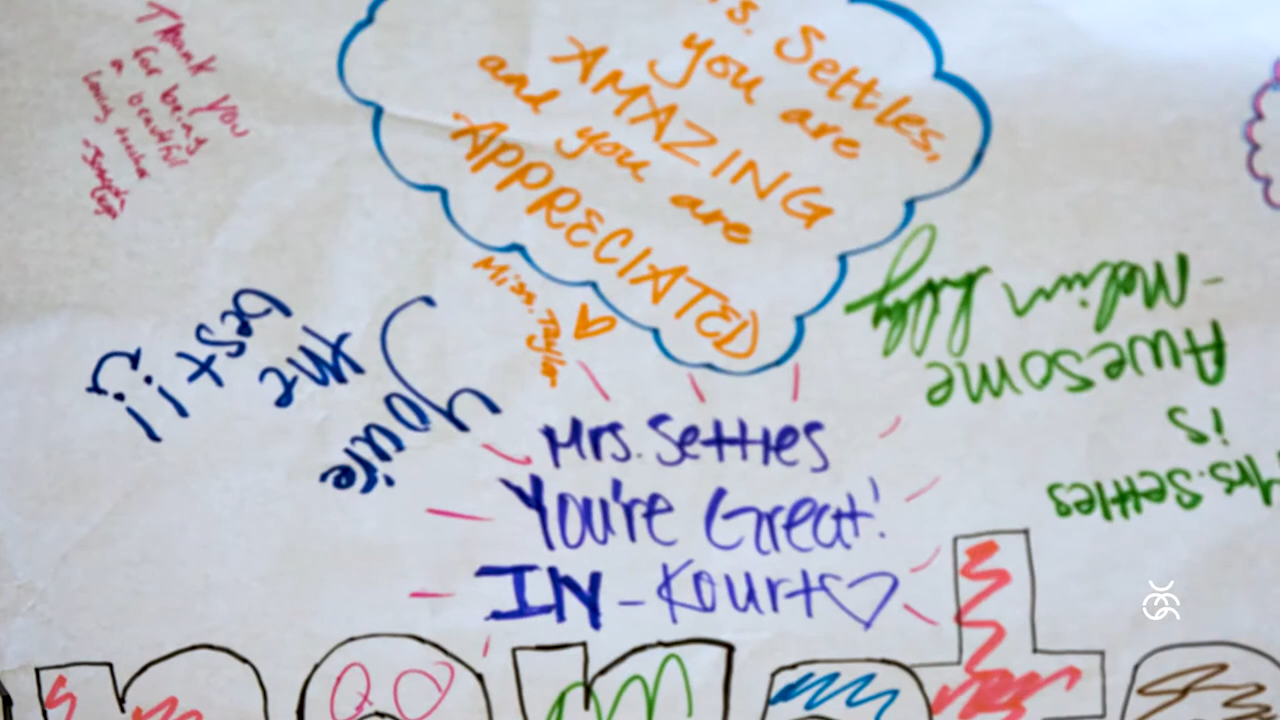 Thank you
for being
a beautiful
loving teacher
s. Settles,
you are
AMAZING
and you are
APPRECIATED
Miss. Taylor
You're
the
best!!
Mrs. Settles
is
Awesome
- Melissa
Mrs. Settles
You're Great!
IN - Kourt